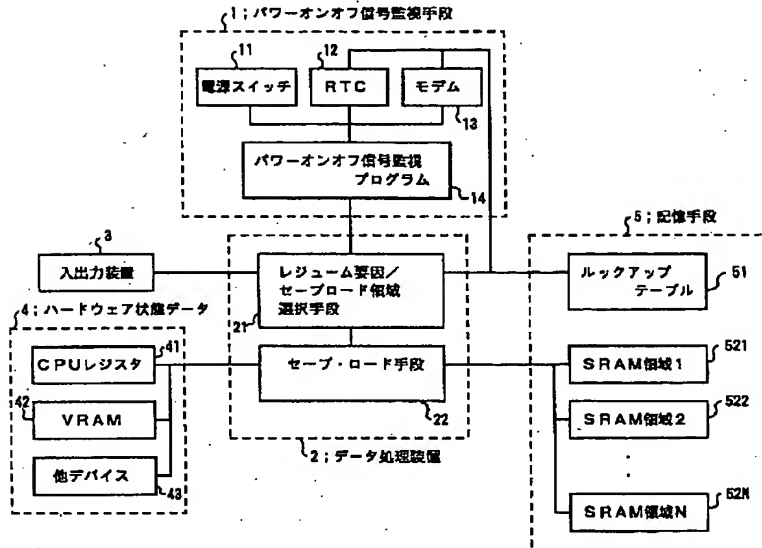 1;パワーオンオフ信号監視手段
11
12
電源スイッチ
RTC
モデム
13
パワーオンオフ信号監視
プログラム
14
3
入出力装置
レジューム要因/
セーブロード領域
選択手段
21
セーブ・ロード手段
22
2;データ処理装置
4;ハードウェア状態データ
CPUレジスタ
41
42
VRAM
他デバイス
43
5;記憶手段
ルックアップ
テーブル
51
SRAM領域1
521
SRAM領域2
522
SRAM領域N
52N